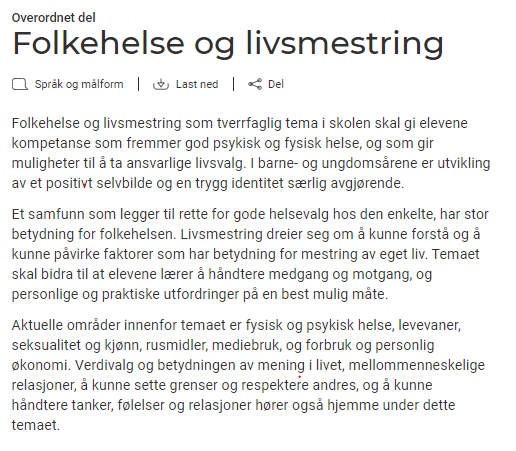 Overordnet del
Folkehelse og livsmestring
Språk og målform | Last ned | Del
Folkehelse og livsmestring som tverrfaglig tema i skolen skal gi elevene
kompetanse som fremmer god psykisk og fysisk helse, og som gir
muligheter til å ta ansvarlige livsvalg. I barne- og ungdomsårene er utvikling
av et positivt selvbilde og en trygg identitet særlig avgjørende.
Et samfunn som legger til rette for gode helsevalg hos den enkelte, har stor
betydning for folkehelsen. Livsmestring dreier seg om å kunne forstå og å
kunne påvirke faktorer som har betydning for mestring av eget liv. Temaet
skal bidra til at elevene lærer å håndtere medgang og motgang, og
personlige og praktiske utfordringer på en best mulig måte.
Aktuelle områder innenfor temaet er fysisk og psykisk helse, levevaner,
seksualitet og kjønn, rusmidler, mediebruk, og forbruk og personlig
økonomi. Verdivalg og betydningen av mening i livet, mellommenneskelige
relasjoner, å kunne sette grenser og respektere andres, og å kunne
håndtere tanker, følelser og relasjoner hører også hjemme under dette
temaet.